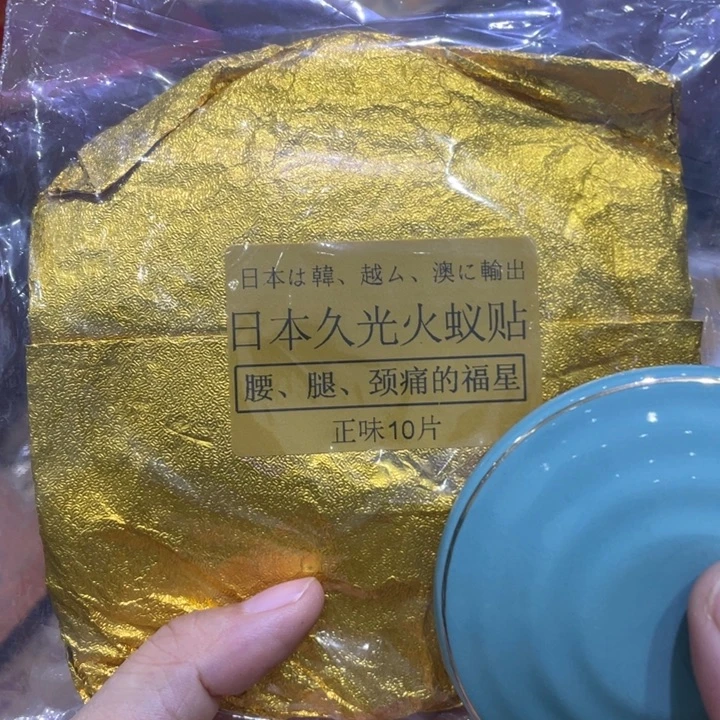 日本は韓、越ム、澳に輸出
日本久光火蚁贴
腰、腿、颈痛的福星
正味10片